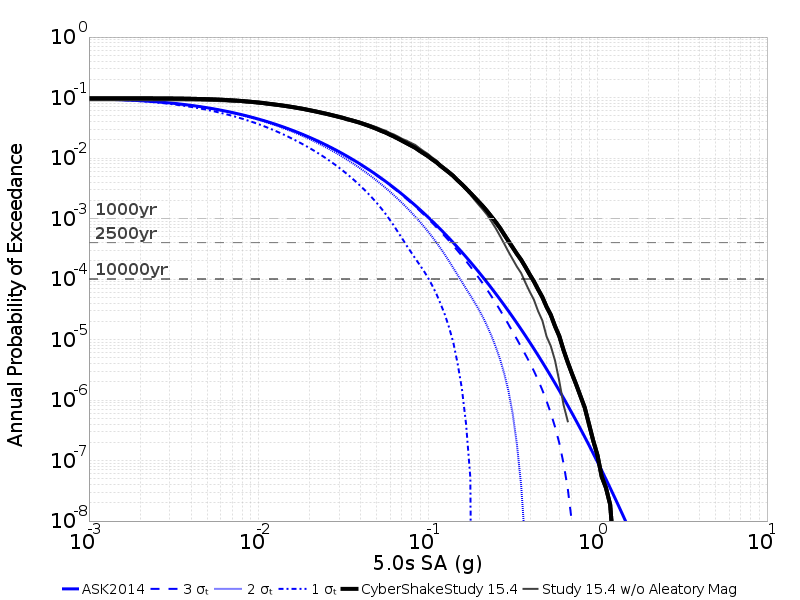 10^0
10^-1
10^-2
10^-3
10^-4
10^-5
10^-6
10^-7
10^-8
Annual Probability of Exceedance
1000yr
2500yr
10000yr
10^-3 10^-2 10^-1 10^0 10^1
5.0s SA (g)
ASK2014 3 σₜ 2 σₜ 1 σₜ CyberShakeStudy 15.4 Study 15.4 w/o Aleatory Mag